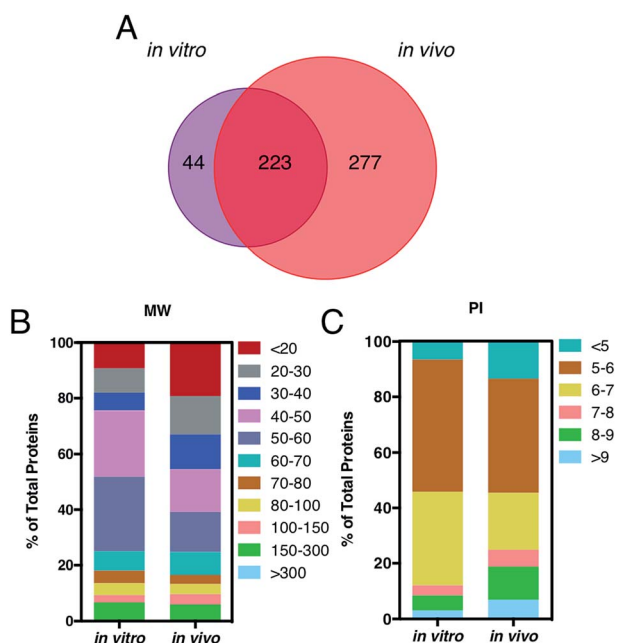 A
in vitro
in vivo
44
223
277
B
MW
% of Total Proteins
100
80
60
40
20
0
in vitro
in vivo
<20
20-30
30-40
40-50
50-60
60-70
70-80
80-100
100-150
150-300
>300
C
PI
% of Total Proteins
100
80
60
40
20
0
in vitro
in vivo
<5
5-6
6-7
7-8
8-9
>9